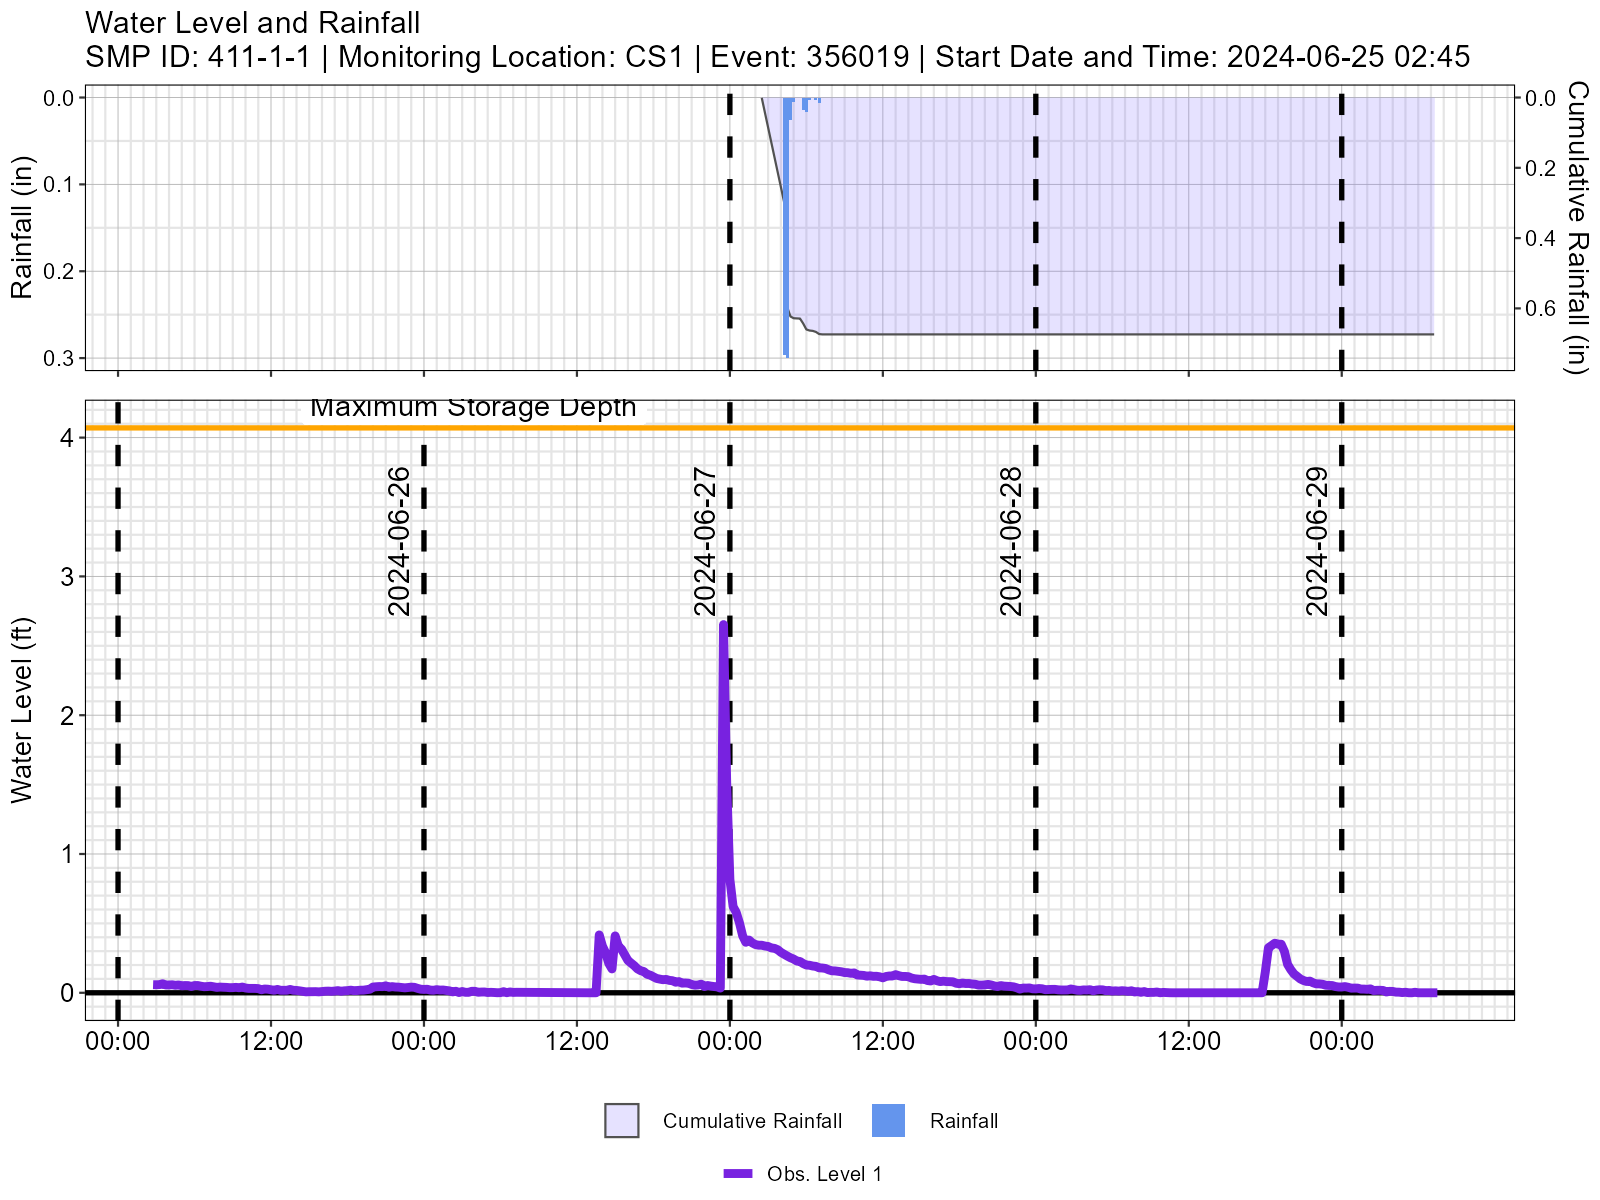 Water Level and Rainfall
SMP ID: 411-1-1 | Monitoring Location: CS1 | Event: 356019 | Start Date and Time: 2024-06-25 02:45
Rainfall (in)
0.0
0.1
0.2
0.3
0.0
0.2
0.4
0.6
Cumulative Rainfall (in)
Maximum Storage Depth
Water Level (ft)
4
3
2
1
0
2024-06-26
2024-06-27
2024-06-28
2024-06-29
00:00
12:00
00:00
12:00
00:00
12:00
00:00
12:00
00:00
Cumulative Rainfall
Rainfall
Obs. Level 1